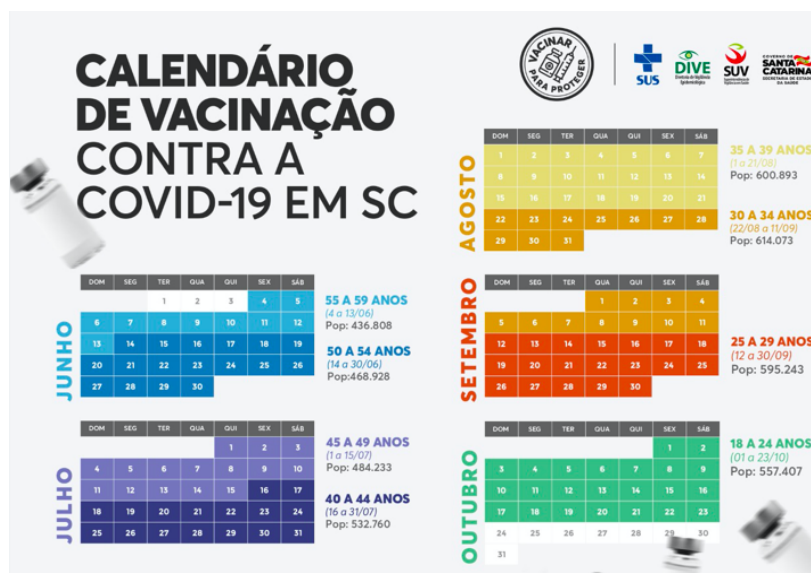 CALENDÁRIO
DE VACINAÇÃO
CONTRA A
COVID-19 EM SC
VACINAR
PARA PROTEGER
SUS
DIVE
SUV
GOVERNO DE
SANTA
CATARINA
SECRETARIA DE ESTADO
DA SAÚDE
JUNHO
DOM SEG TER QUA QUI SEX SÁB
1 2 3 4 5
6 7 8 9 10 11 12
13 14 15 16 17 18 19
20 21 22 23 24 25 26
27 28 29 30
55 A 59 ANOS
(4 a 13/06)
Pop: 436.808
50 A 54 ANOS
(14 a 30/06)
Pop:468.928
JULHO
DOM SEG TER QUA QUI SEX SÁB
1 2 3
4 5 6 7 8 9 10
11 12 13 14 15 16 17
18 19 20 21 22 23 24
25 26 27 28 29 30 31
45 A 49 ANOS
(1 a 15/07)
Pop: 484.233
40 A 44 ANOS
(16 a 31/07)
Pop: 532.760
AGOSTO
DOM SEG TER QUA QUI SEX SÁB
1 2 3 4 5 6 7
8 9 10 11 12 13 14
15 16 17 18 19 20 21
22 23 24 25 26 27 28
29 30 31
35 A 39 ANOS
(1 a 21/08)
Pop: 600.893
30 A 34 ANOS
(22/08 a 11/09)
Pop: 614.073
SETEMBRO
DOM SEG TER QUA QUI SEX SÁB
1 2 3 4
5 6 7 8 9 10 11
12 13 14 15 16 17 18
19 20 21 22 23 24 25
26 27 28 29 30
25 A 29 ANOS
(12 a 30/09)
Pop: 595.243
OUTUBRO
DOM SEG TER QUA QUI SEX SÁB
1 2
3 4 5 6 7 8 9
10 11 12 13 14 15 16
17 18 19 20 21 22 23
24 25 26 27 28 29 30
31
18 A 24 ANOS
(01 a 23/10)
Pop: 557.407